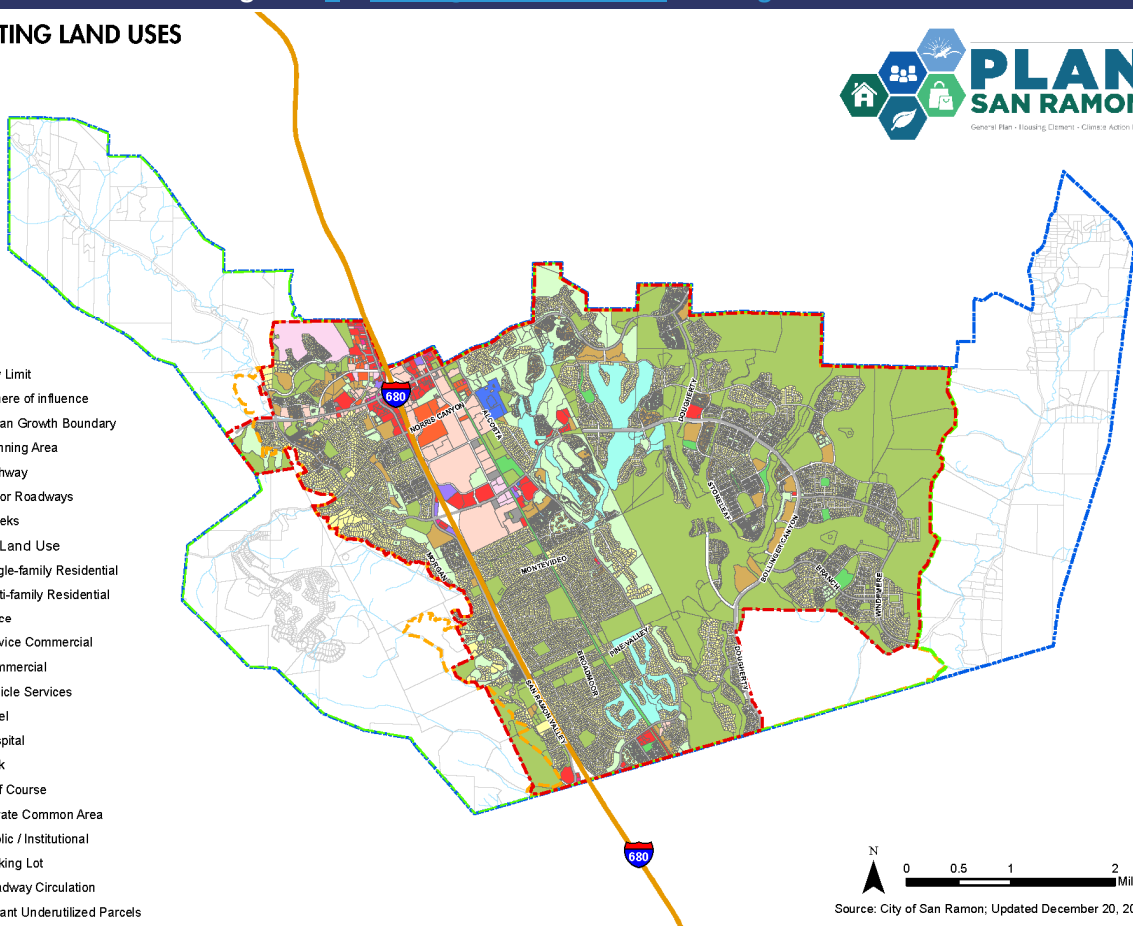 TING LAND USES
PLAN
SAN RAMON
General Plan - Housing Element - Climate Action
y Limit
ere of influence
an Growth Boundary
nning Area
hway
or Roadways
eeks
Land Use
gle-family Residential
ti-family Residential
ce
vice Commercial
mmercial
icle Services
el
spital
k
f Course
ate Common Area
lic / Institutional
king Lot
adway Circulation
ant Underutilized Parcels
680
NORRIS CANYON
ALCOSTA
DOUGHERTY
STONELEAF
BOLLINGER CANYON
BRANCH
WINDEMERE
MORGAN
MONTEVIDEO
PINE VALLEY
BROADMOOR
DOUGHERTY
SAN RAMON VALLEY
680
N
0 0.5 1 2
Mil
Source: City of San Ramon; Updated December 20, 20